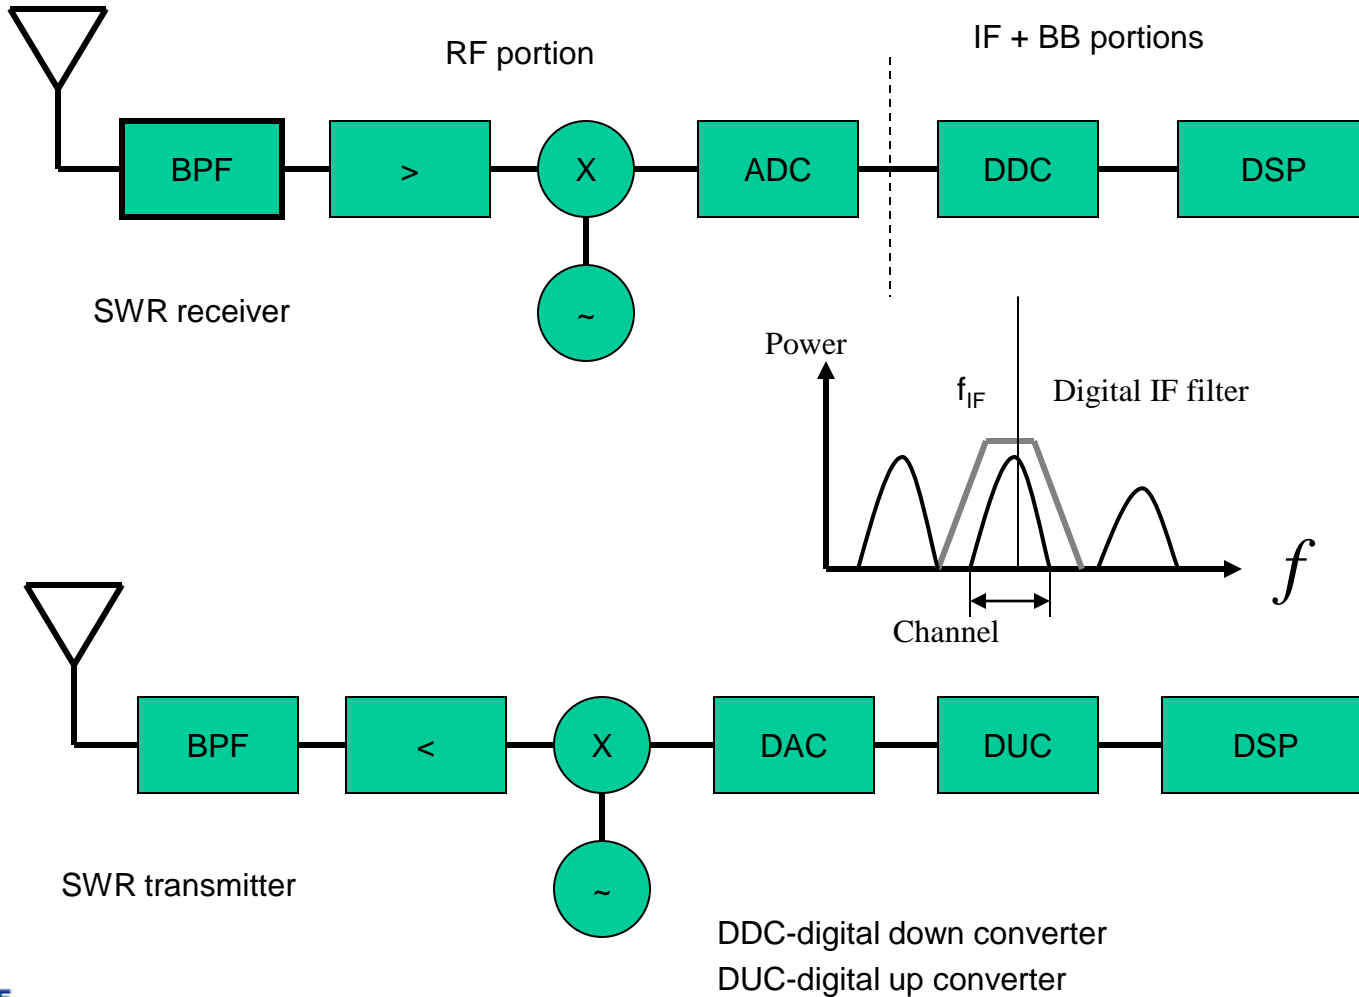 RF portion
IF + BB portions
BPF > X ADC DDC DSP
~
SWR receiver
Power
f_IF Digital IF filter
f
Channel
BPF < X DAC DUC DSP
~
SWR transmitter
DDC-digital down converter
DUC-digital up converter